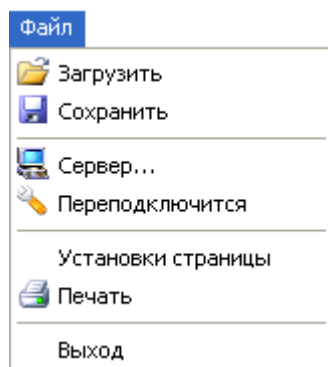 Файл
Загрузить
Сохранить
Сервер...
Переподключится
Установки страницы
Печать
Выход